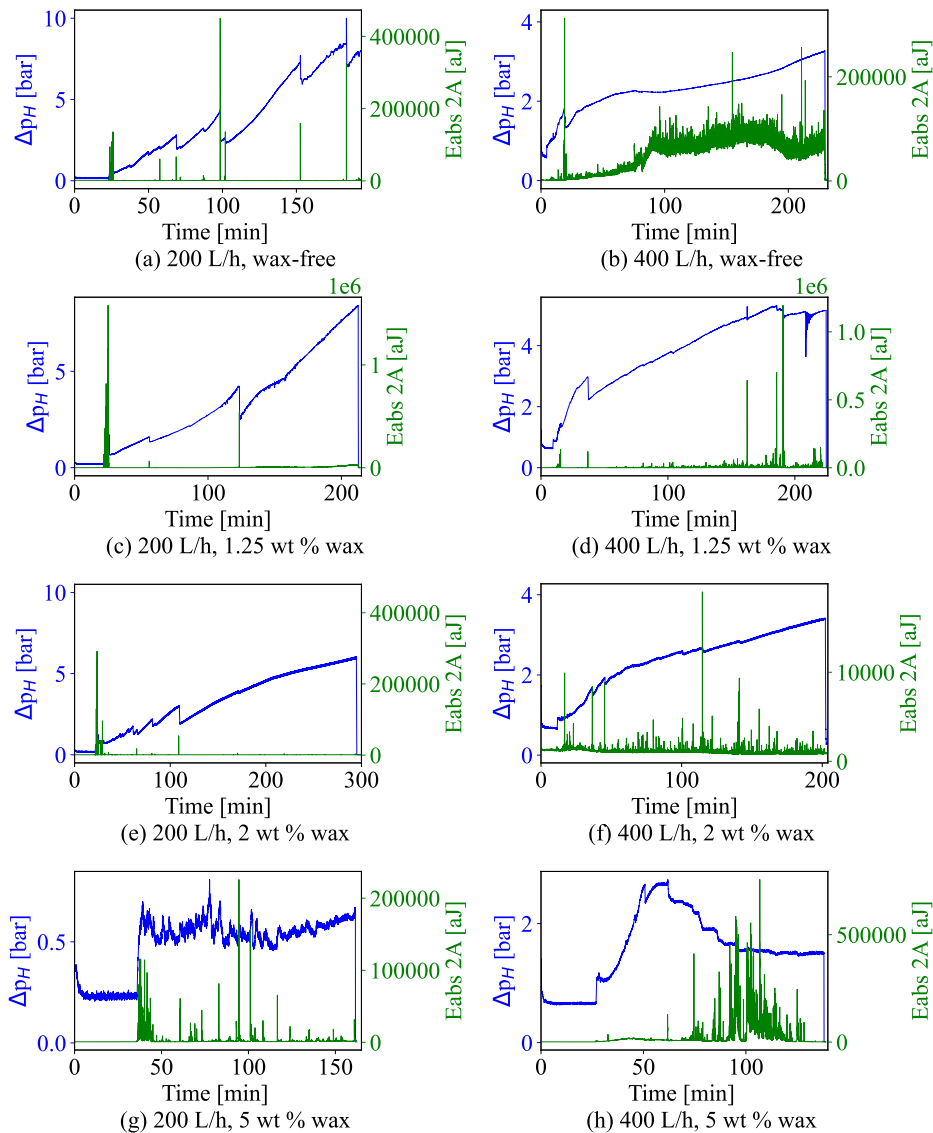 10
5
0
Δp_H [bar]
400000
200000
0
Eabs 2A [aJ]
0 50 100 150
Time [min]
(a) 200 L/h, wax-free
4
2
0
Δp_H [bar]
200000
0
Eabs 2A [aJ]
0 100 200
Time [min]
(b) 400 L/h, wax-free
1e6
5
0
Δp_H [bar]
1
0
Eabs 2A [aJ]
0 100 200
Time [min]
(c) 200 L/h, 1.25 wt % wax
1e6
4
2
0
Δp_H [bar]
1.0
0.5
0.0
Eabs 2A [aJ]
0 100 200
Time [min]
(d) 400 L/h, 1.25 wt % wax
10
5
0
Δp_H [bar]
400000
200000
0
Eabs 2A [aJ]
0 100 200 300
Time [min]
(e) 200 L/h, 2 wt % wax
4
2
0
Δp_H [bar]
10000
0
Eabs 2A [aJ]
0 100 200
Time [min]
(f) 400 L/h, 2 wt % wax
0.5
0.0
Δp_H [bar]
200000
100000
0
Eabs 2A [aJ]
0 50 100 150
Time [min]
(g) 200 L/h, 5 wt % wax
2
0
Δp_H [bar]
500000
0
Eabs 2A [aJ]
0 50 100
Time [min]
(h) 400 L/h, 5 wt % wax